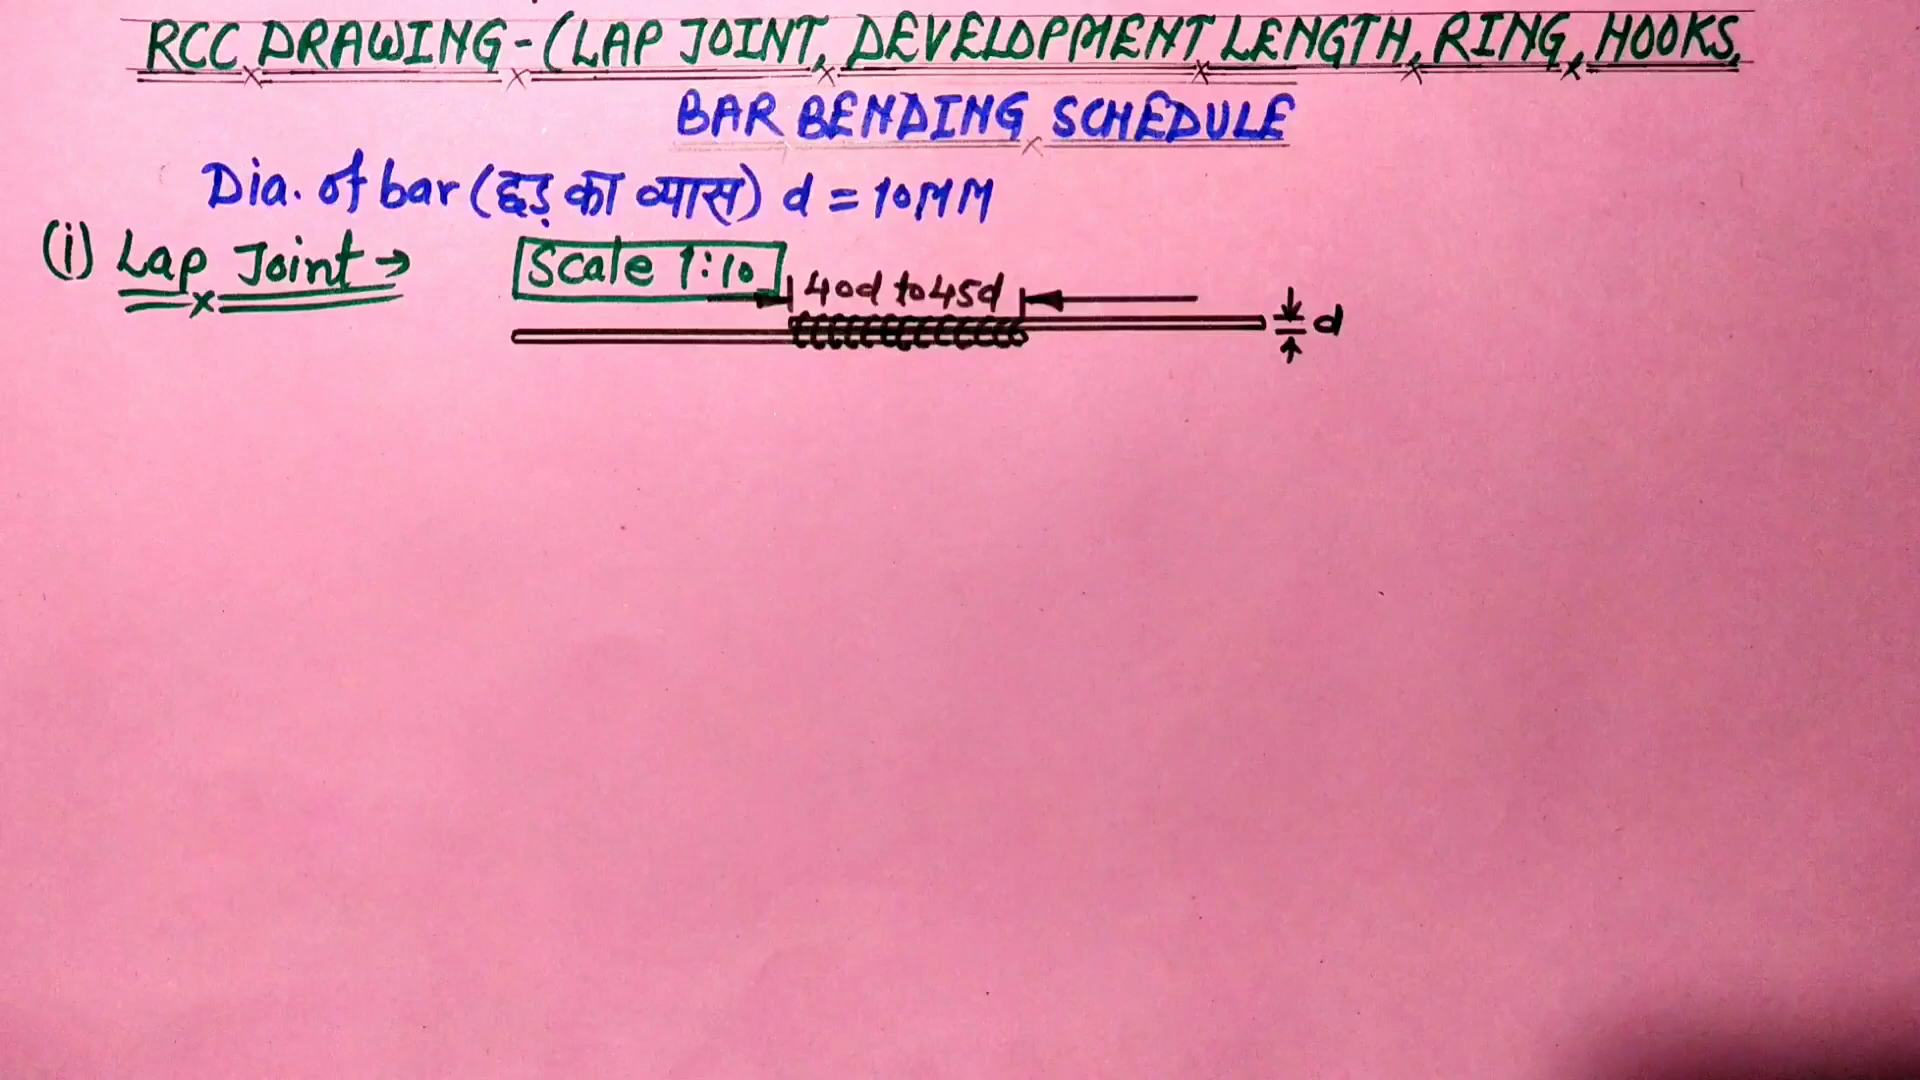 RCC DRAWING - (LAP JOINT, DEVELOPMENT LENGTH, RING, HOOKS,
BAR BENDING SCHEDULE
Dia. of bar (छड़ का व्यास) d = 10MM
(i) Lap Joint →
Scale 1:10
40d to 45d
d